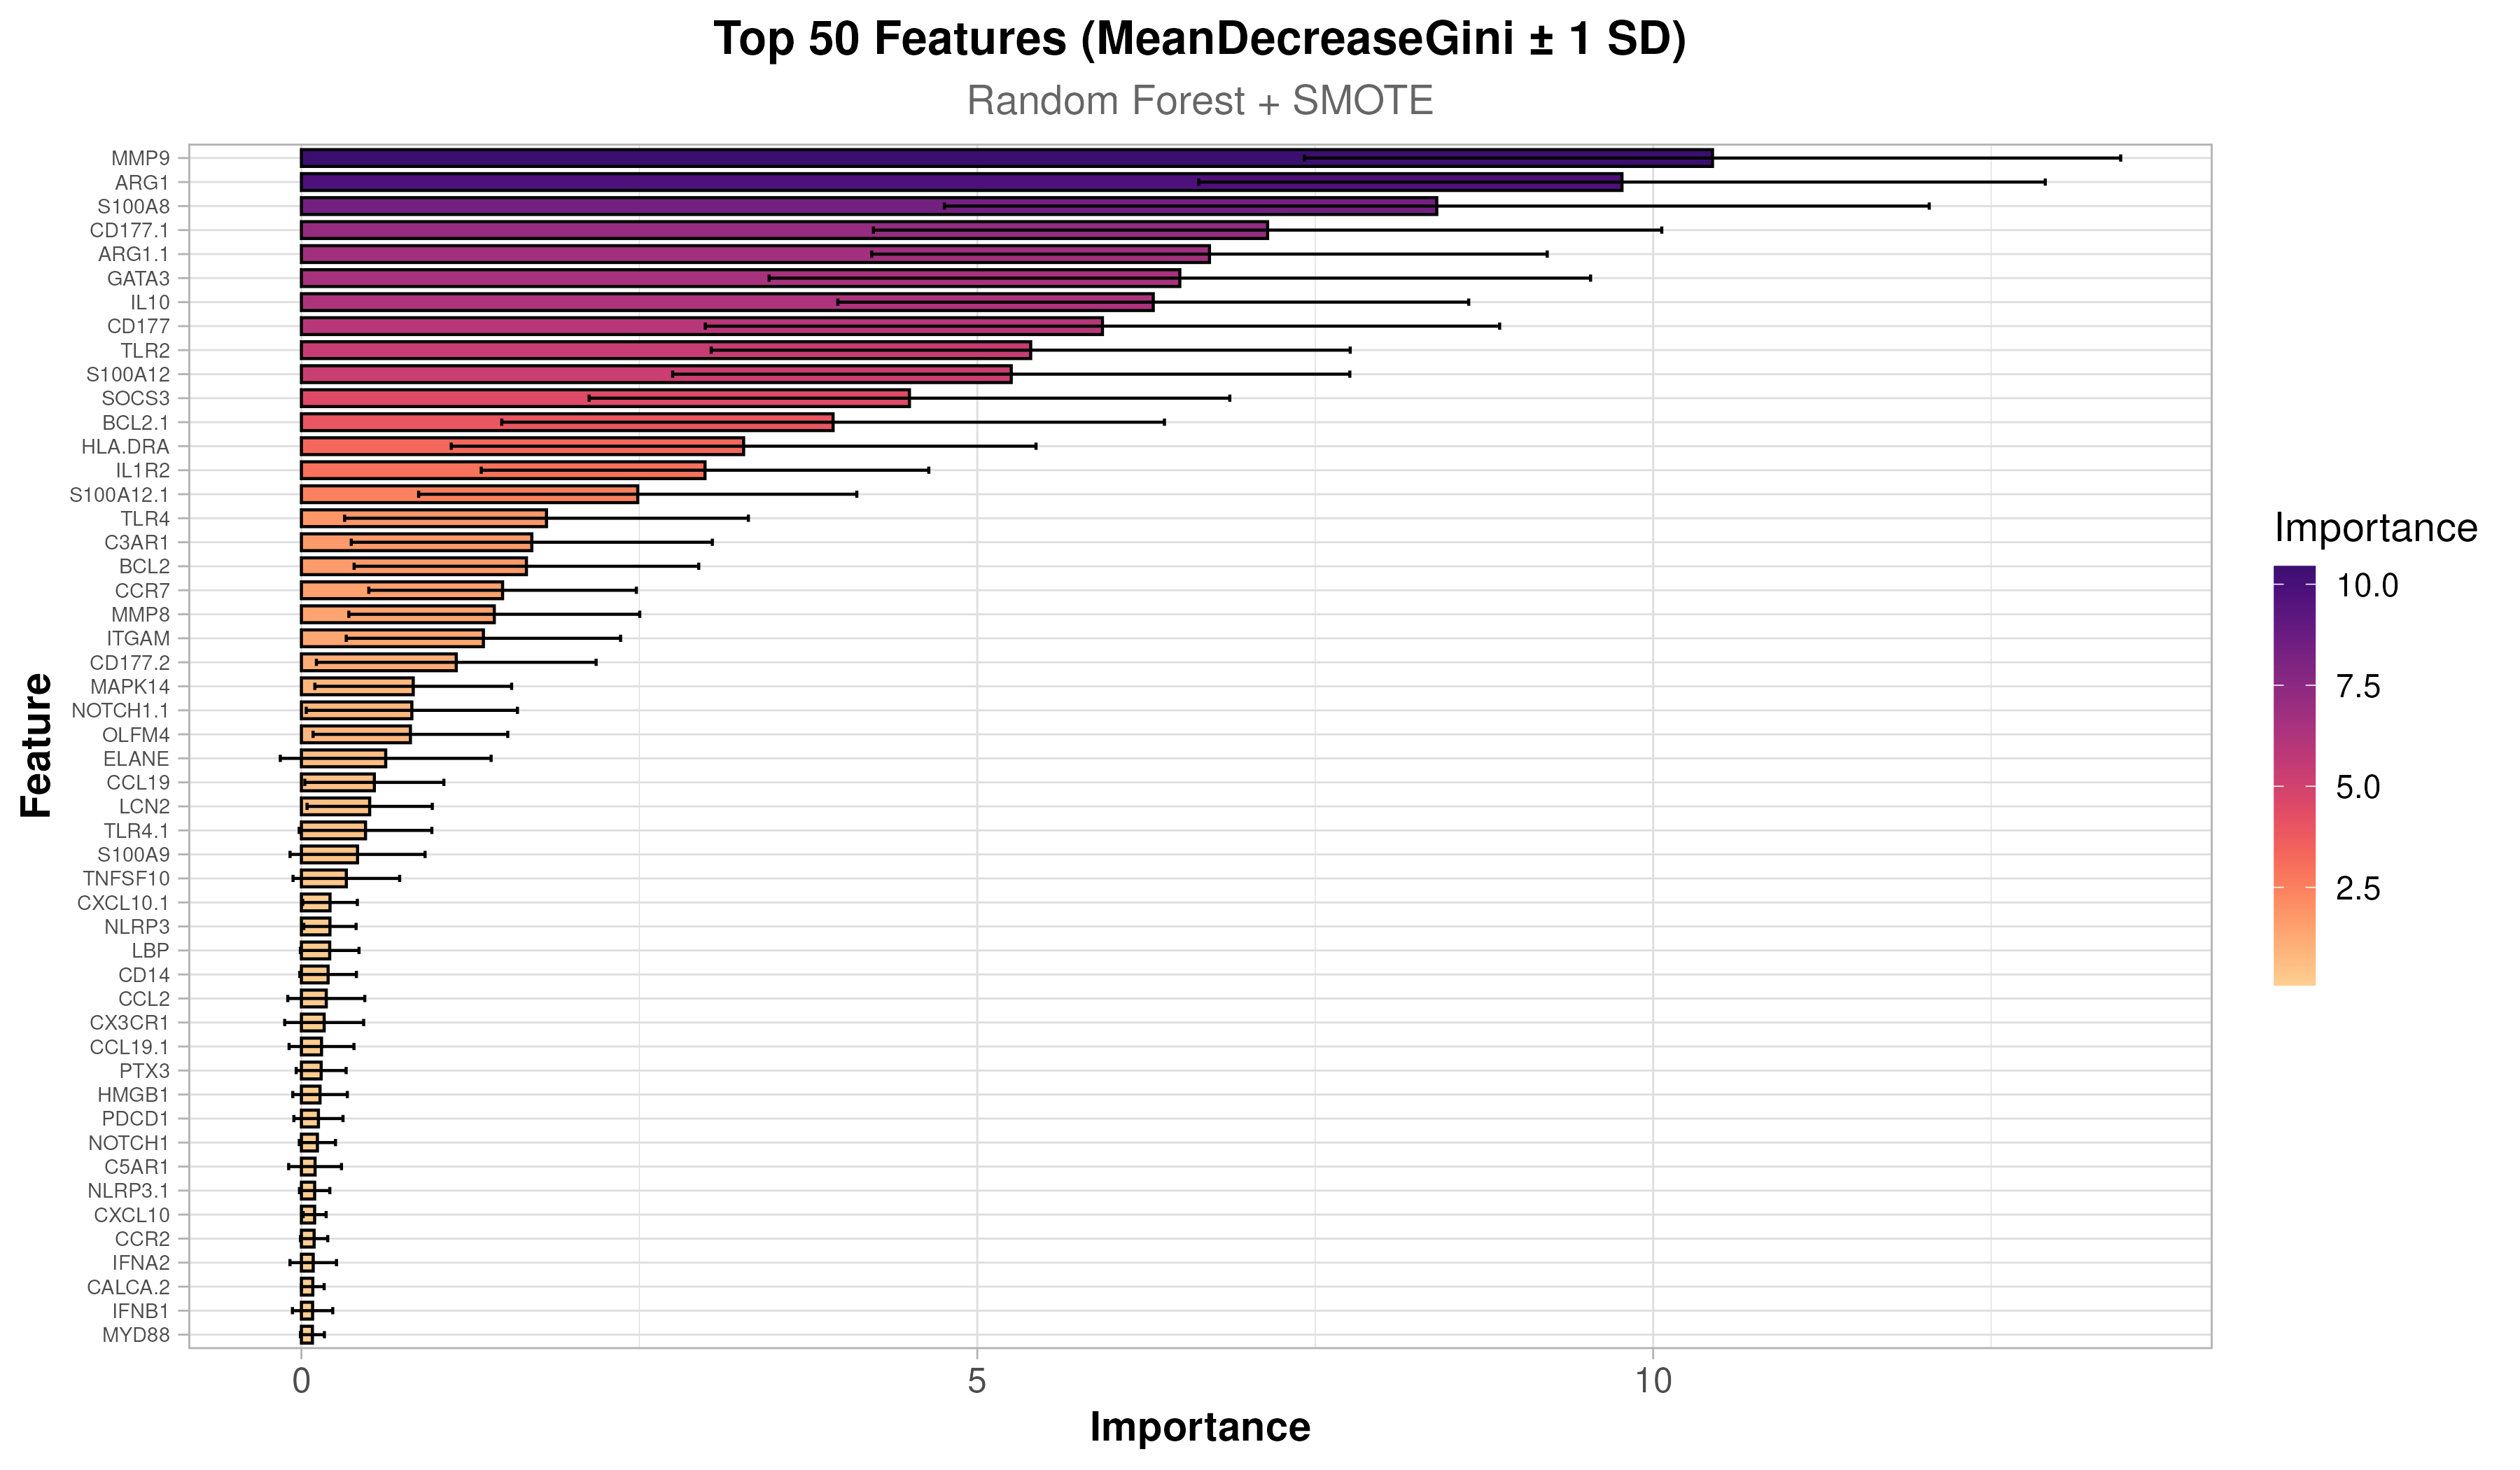 Top 50 Features (MeanDecreaseGini ± 1 SD)
Random Forest + SMOTE
Feature
MMP9
ARG1
S100A8
CD177.1
ARG1.1
GATA3
IL10
CD177
TLR2
S100A12
SOCS3
BCL2.1
HLA.DRA
IL1R2
S100A12.1
TLR4
C3AR1
BCL2
CCR7
MMP8
ITGAM
CD177.2
MAPK14
NOTCH1.1
OLFM4
ELANE
CCL19
LCN2
TLR4.1
S100A9
TNFSF10
CXCL10.1
NLRP3
LBP
CD14
CCL2
CX3CR1
CCL19.1
PTX3
HMGB1
PDCD1
NOTCH1
C5AR1
NLRP3.1
CXCL10
CCR2
IFNA2
CALCA.2
IFNB1
MYD88
0 5 10
Importance
Importance
10.0
7.5
5.0
2.5